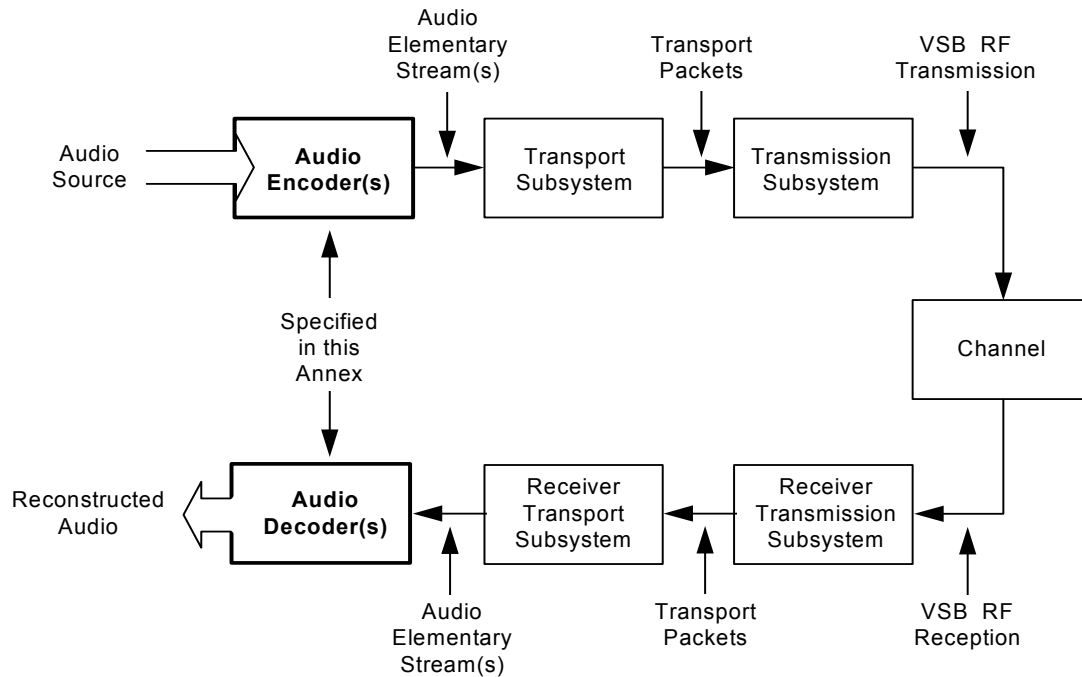 Audio
Elementary
Stream(s)
Transport
Packets
VSB RF
Transmission
Audio
Source
Audio
Encoder(s)
Transport
Subsystem
Transmission
Subsystem
Specified
in this
Annex
Channel
Reconstructed
Audio
Audio
Decoder(s)
Receiver
Transport
Subsystem
Receiver
Transmission
Subsystem
Audio
Elementary
Stream(s)
Transport
Packets
VSB RF
Reception